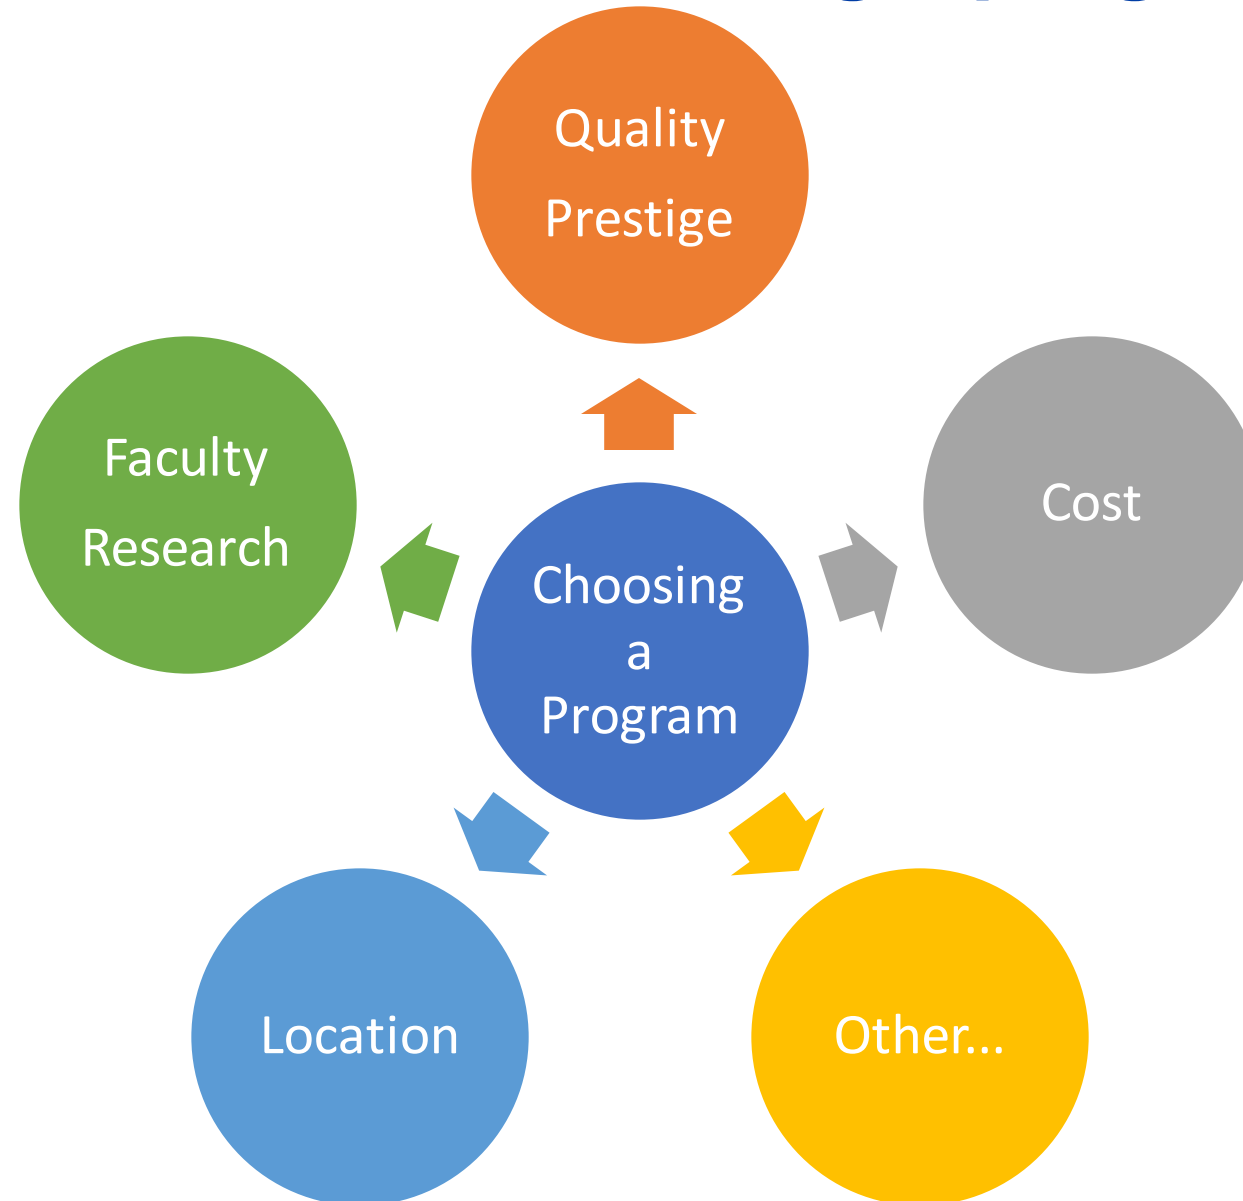 Quality
Prestige
Faculty
Research
Cost
Choosing
a
Program
Location
Other...